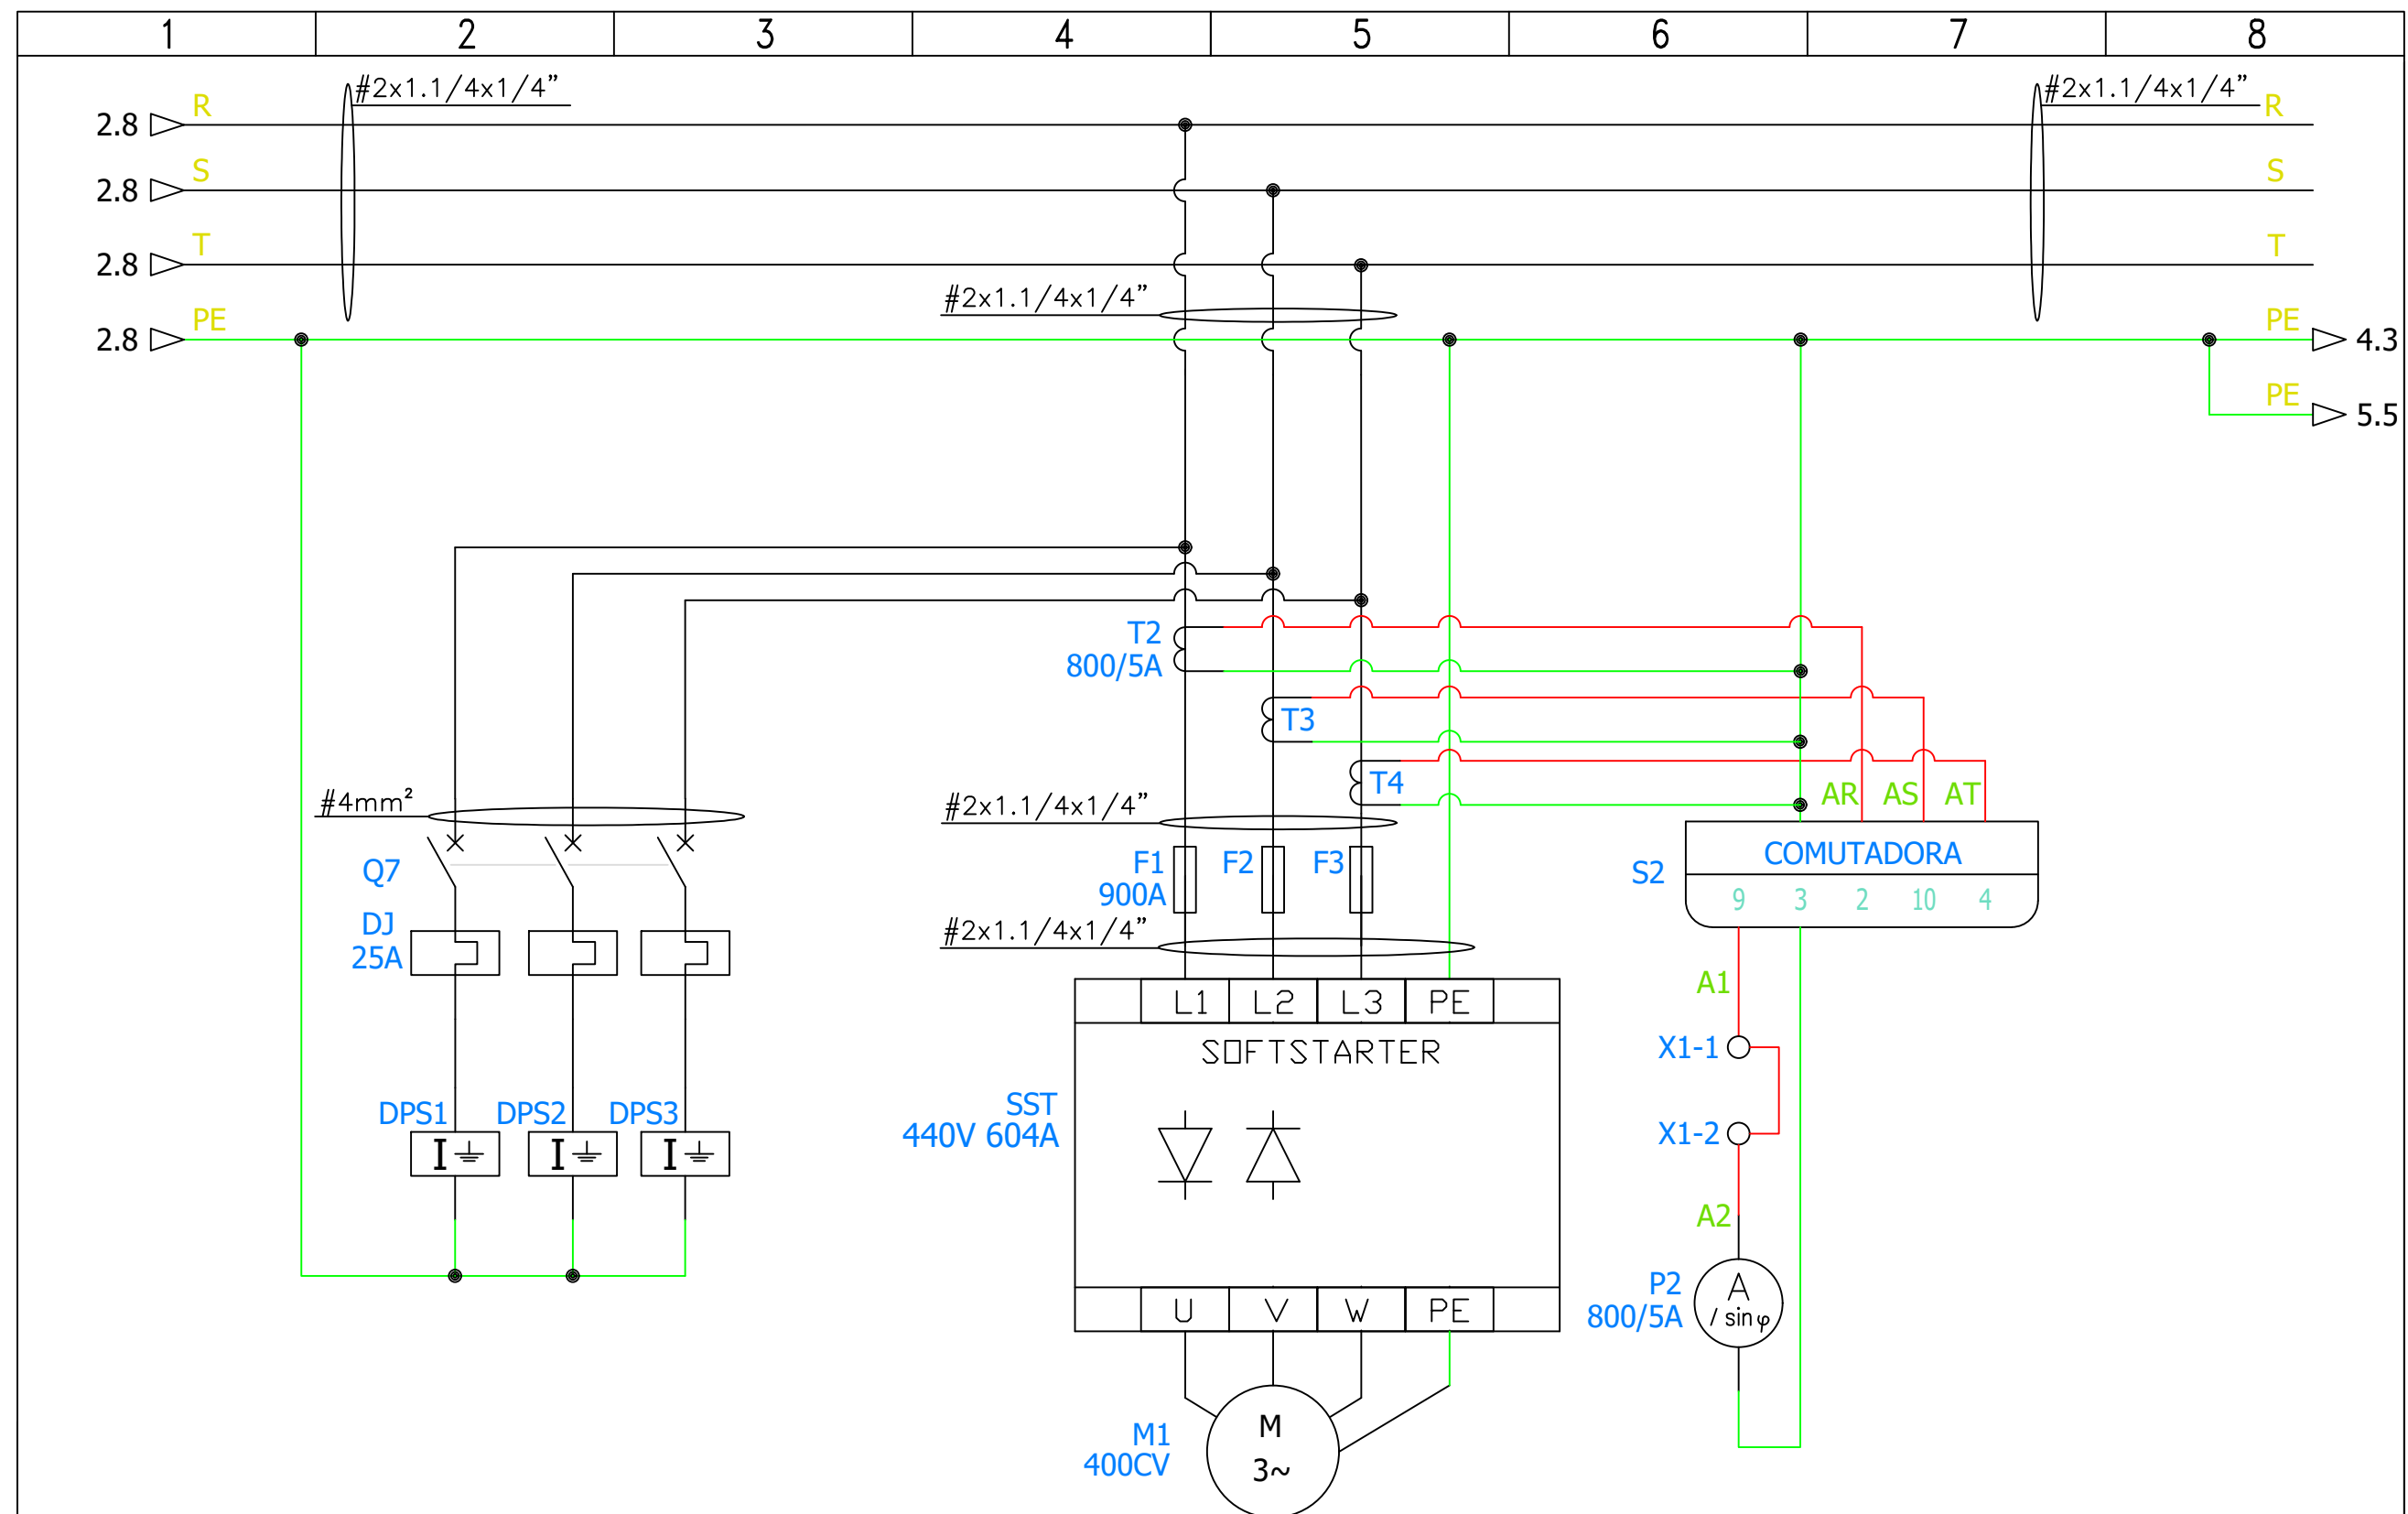 1 2 3 4 5 6 7 8
#2x1.1/4x1/4” #2x1.1/4x1/4”
R R
2.8
S S
2.8
T T
2.8
#2x1.1/4x1/4”
PE PE
2.8 4.3
PE
5.5
T2
800/5A
T3
T4
#4mm² #2x1.1/4x1/4” AR AS AT
COMUTADORA
Q7 F1 F2 F3 S2
900A 9 3 2 10 4
DJ #2x1.1/4x1/4”
25A
A1
L1 L2 L3 PE
SOFTSTARTER X1-1
SST
DPS1 DPS2 DPS3 X1-2
440V 604A
I I I
A2
P2 A
U V W PE 800/5A / sin φ
M1 M
400CV 3~